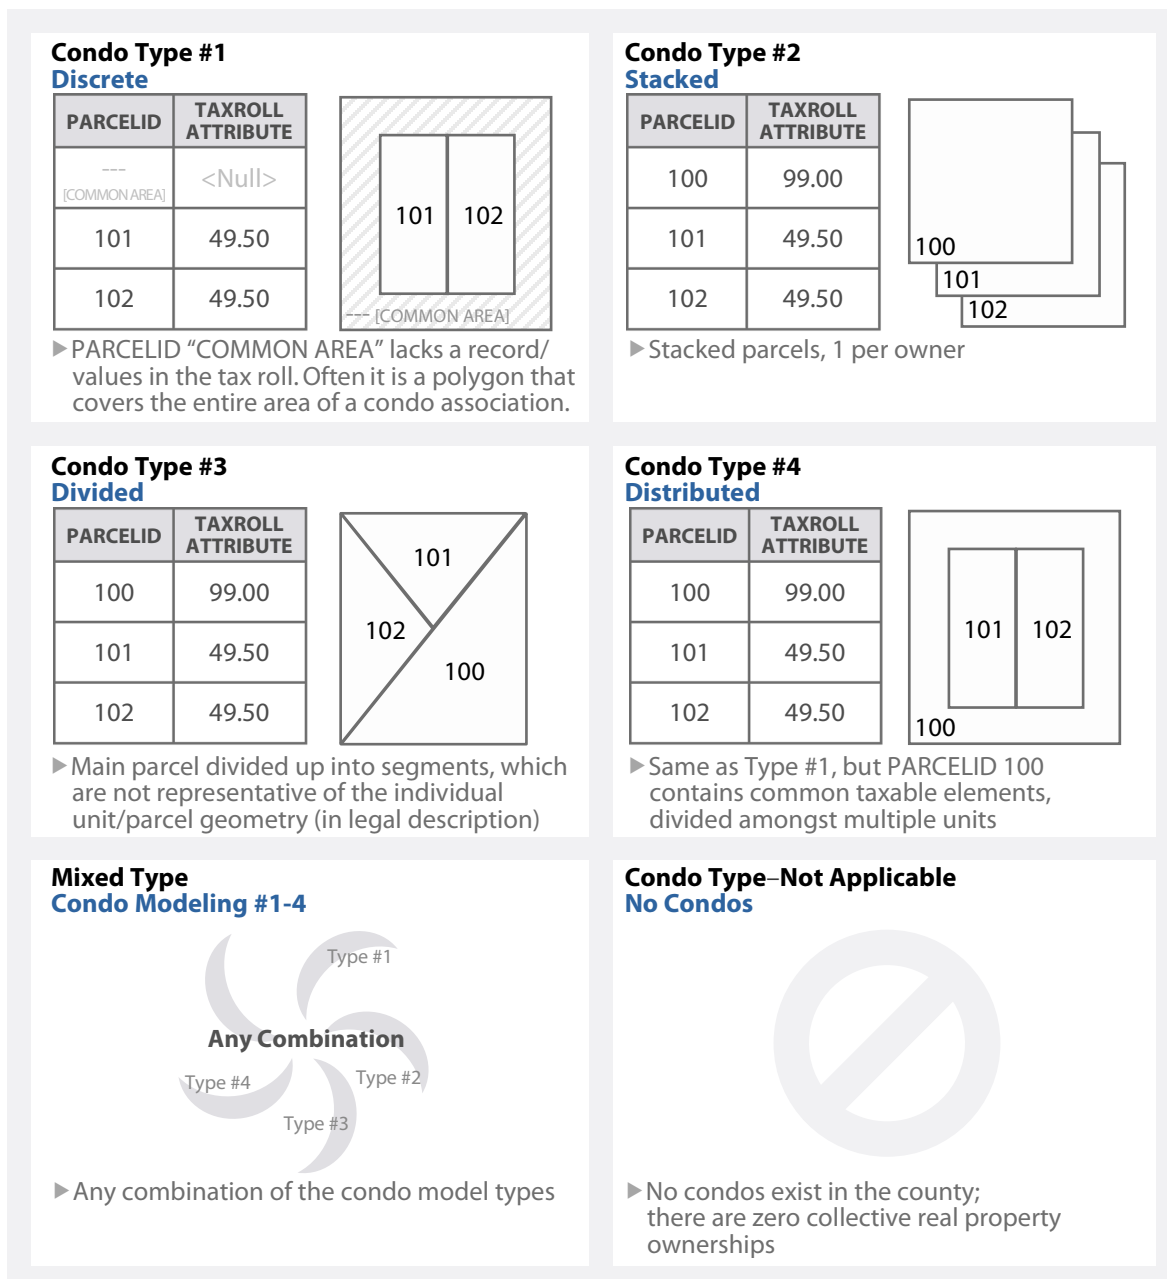 Condo Type #1
Discrete
PARCELID TAXROLL ATTRIBUTE
--- [COMMON AREA] <Null>
101 49.50
102 49.50
101 102
--- [COMMON AREA]
PARCELID “COMMON AREA” lacks a record/
values in the tax roll. Often it is a polygon that
covers the entire area of a condo association.
Condo Type #2
Stacked
PARCELID TAXROLL ATTRIBUTE
100 99.00
101 49.50
102 49.50
100
101
102
Stacked parcels, 1 per owner
Condo Type #3
Divided
PARCELID TAXROLL ATTRIBUTE
100 99.00
101 49.50
102 49.50
101
102
100
Main parcel divided up into segments, which
are not representative of the individual
unit/parcel geometry (in legal description)
Condo Type #4
Distributed
PARCELID TAXROLL ATTRIBUTE
100 99.00
101 49.50
102 49.50
101 102
100
Same as Type #1, but PARCELID 100
contains common taxable elements,
divided amongst multiple units
Mixed Type
Condo Modeling #1-4
Type #1
Any Combination
Type #4 Type #2
Type #3
Any combination of the condo model types
Condo Type–Not Applicable
No Condos
No condos exist in the county;
there are zero collective real property
ownerships